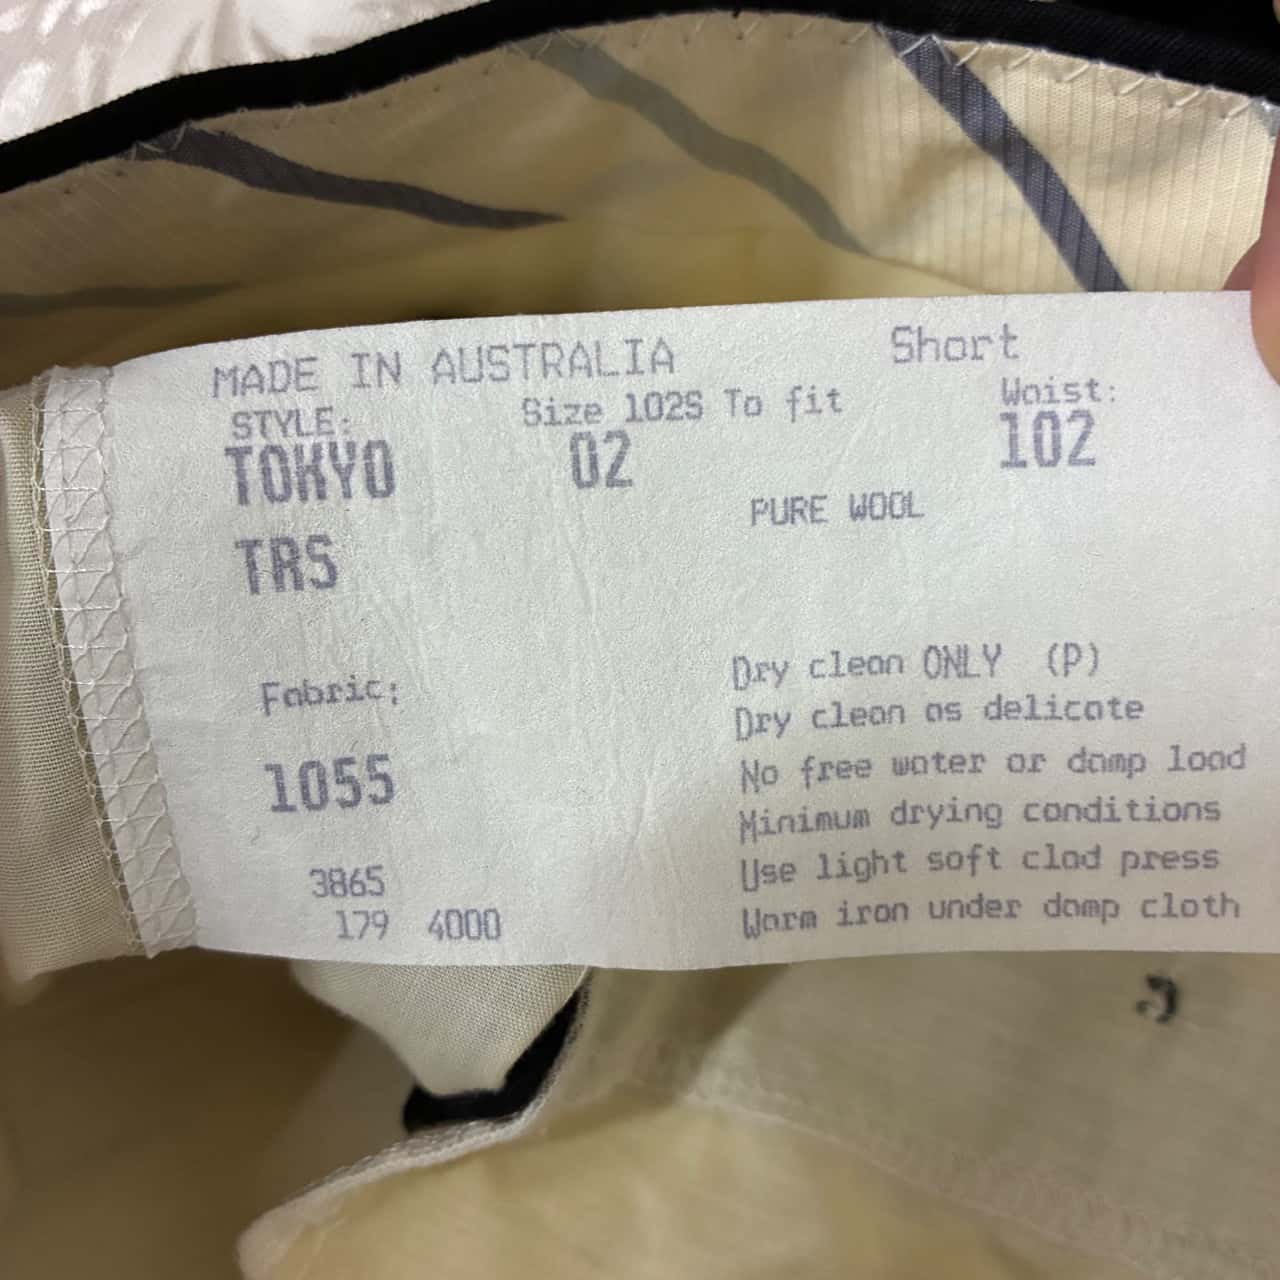 MADE IN AUSTRALIA Short
STYLE: Size 102S To fit Waist:
TOKYO 02 102
PURE WOOL
TRS
Dry clean ONLY (P)
Fabric: Dry clean as delicate
No free water or damp load
1055 Minimum drying conditions
Use light soft clad press
3865 Warm iron under damp cloth
179 4000